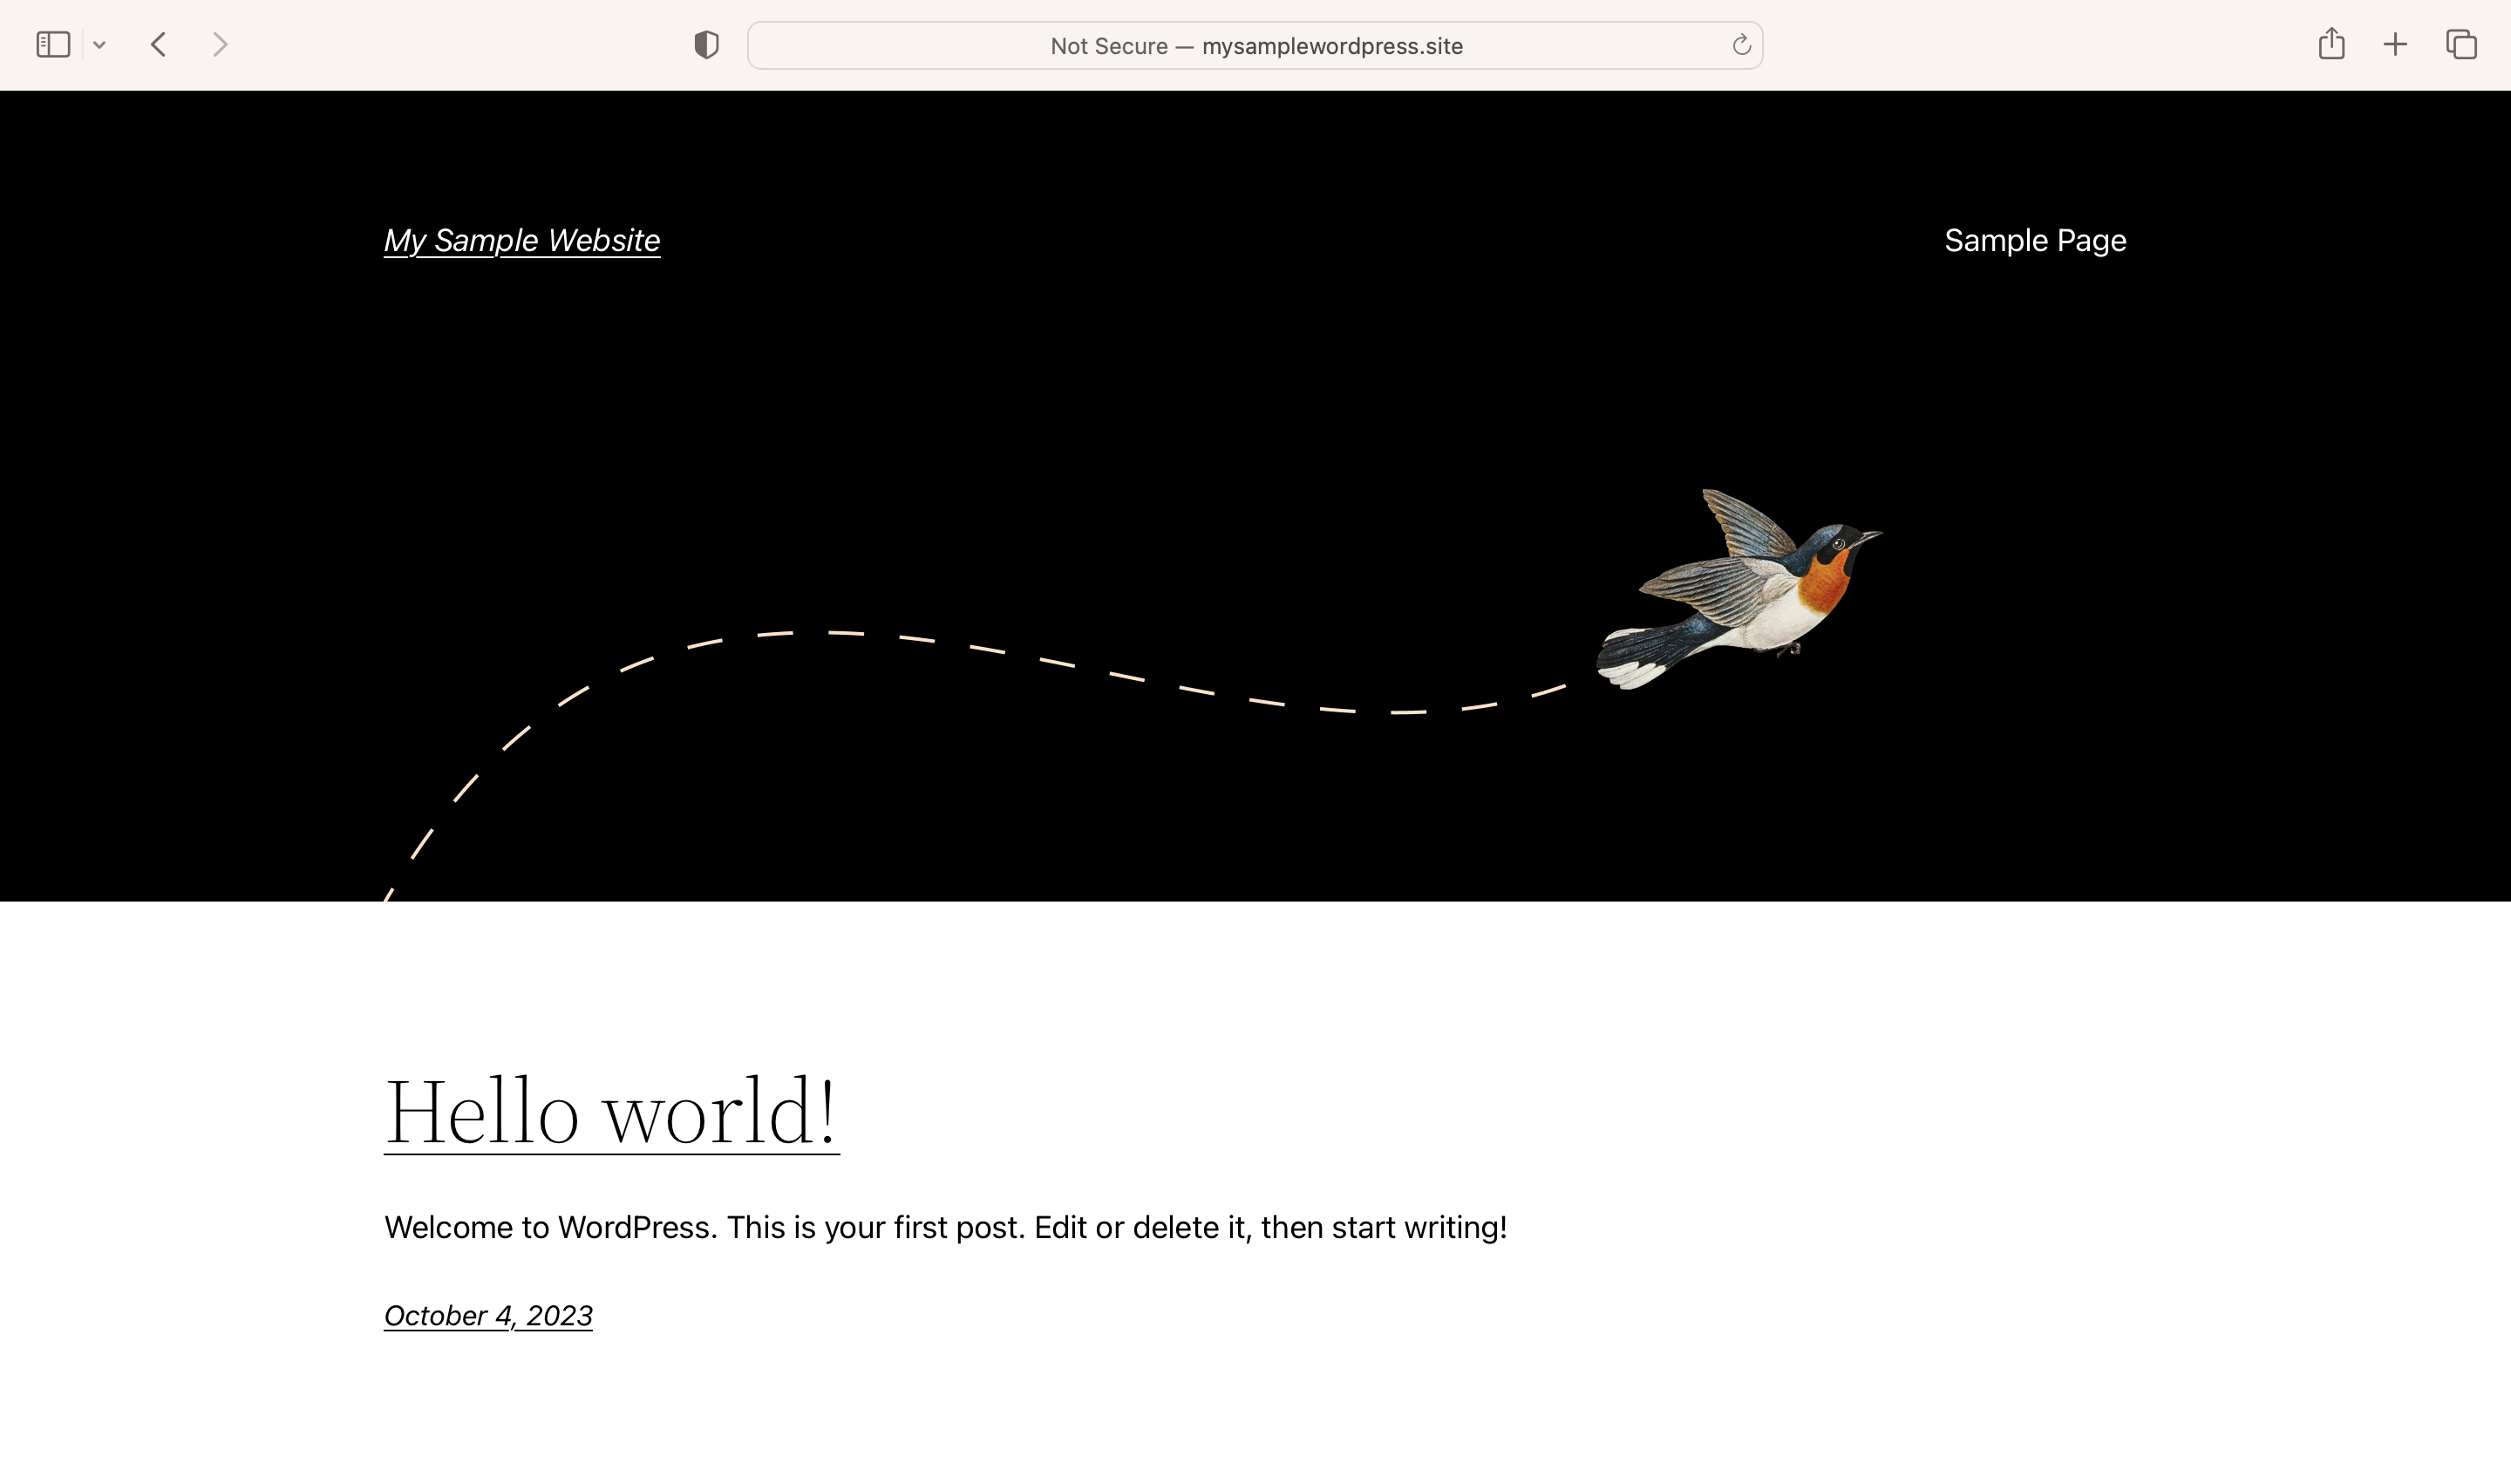 Not Secure — mysamplewordpress.site
My Sample Website
Sample Page
Hello world!
Welcome to WordPress. This is your first post. Edit or delete it, then start writing!
October 4, 2023